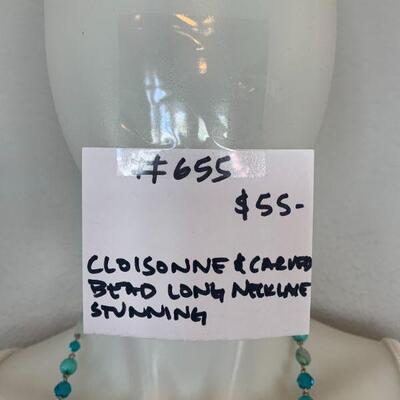 #655
$55-
CLOISONNE & CARVED
BEAD LONG NECKLACE
STUNNING